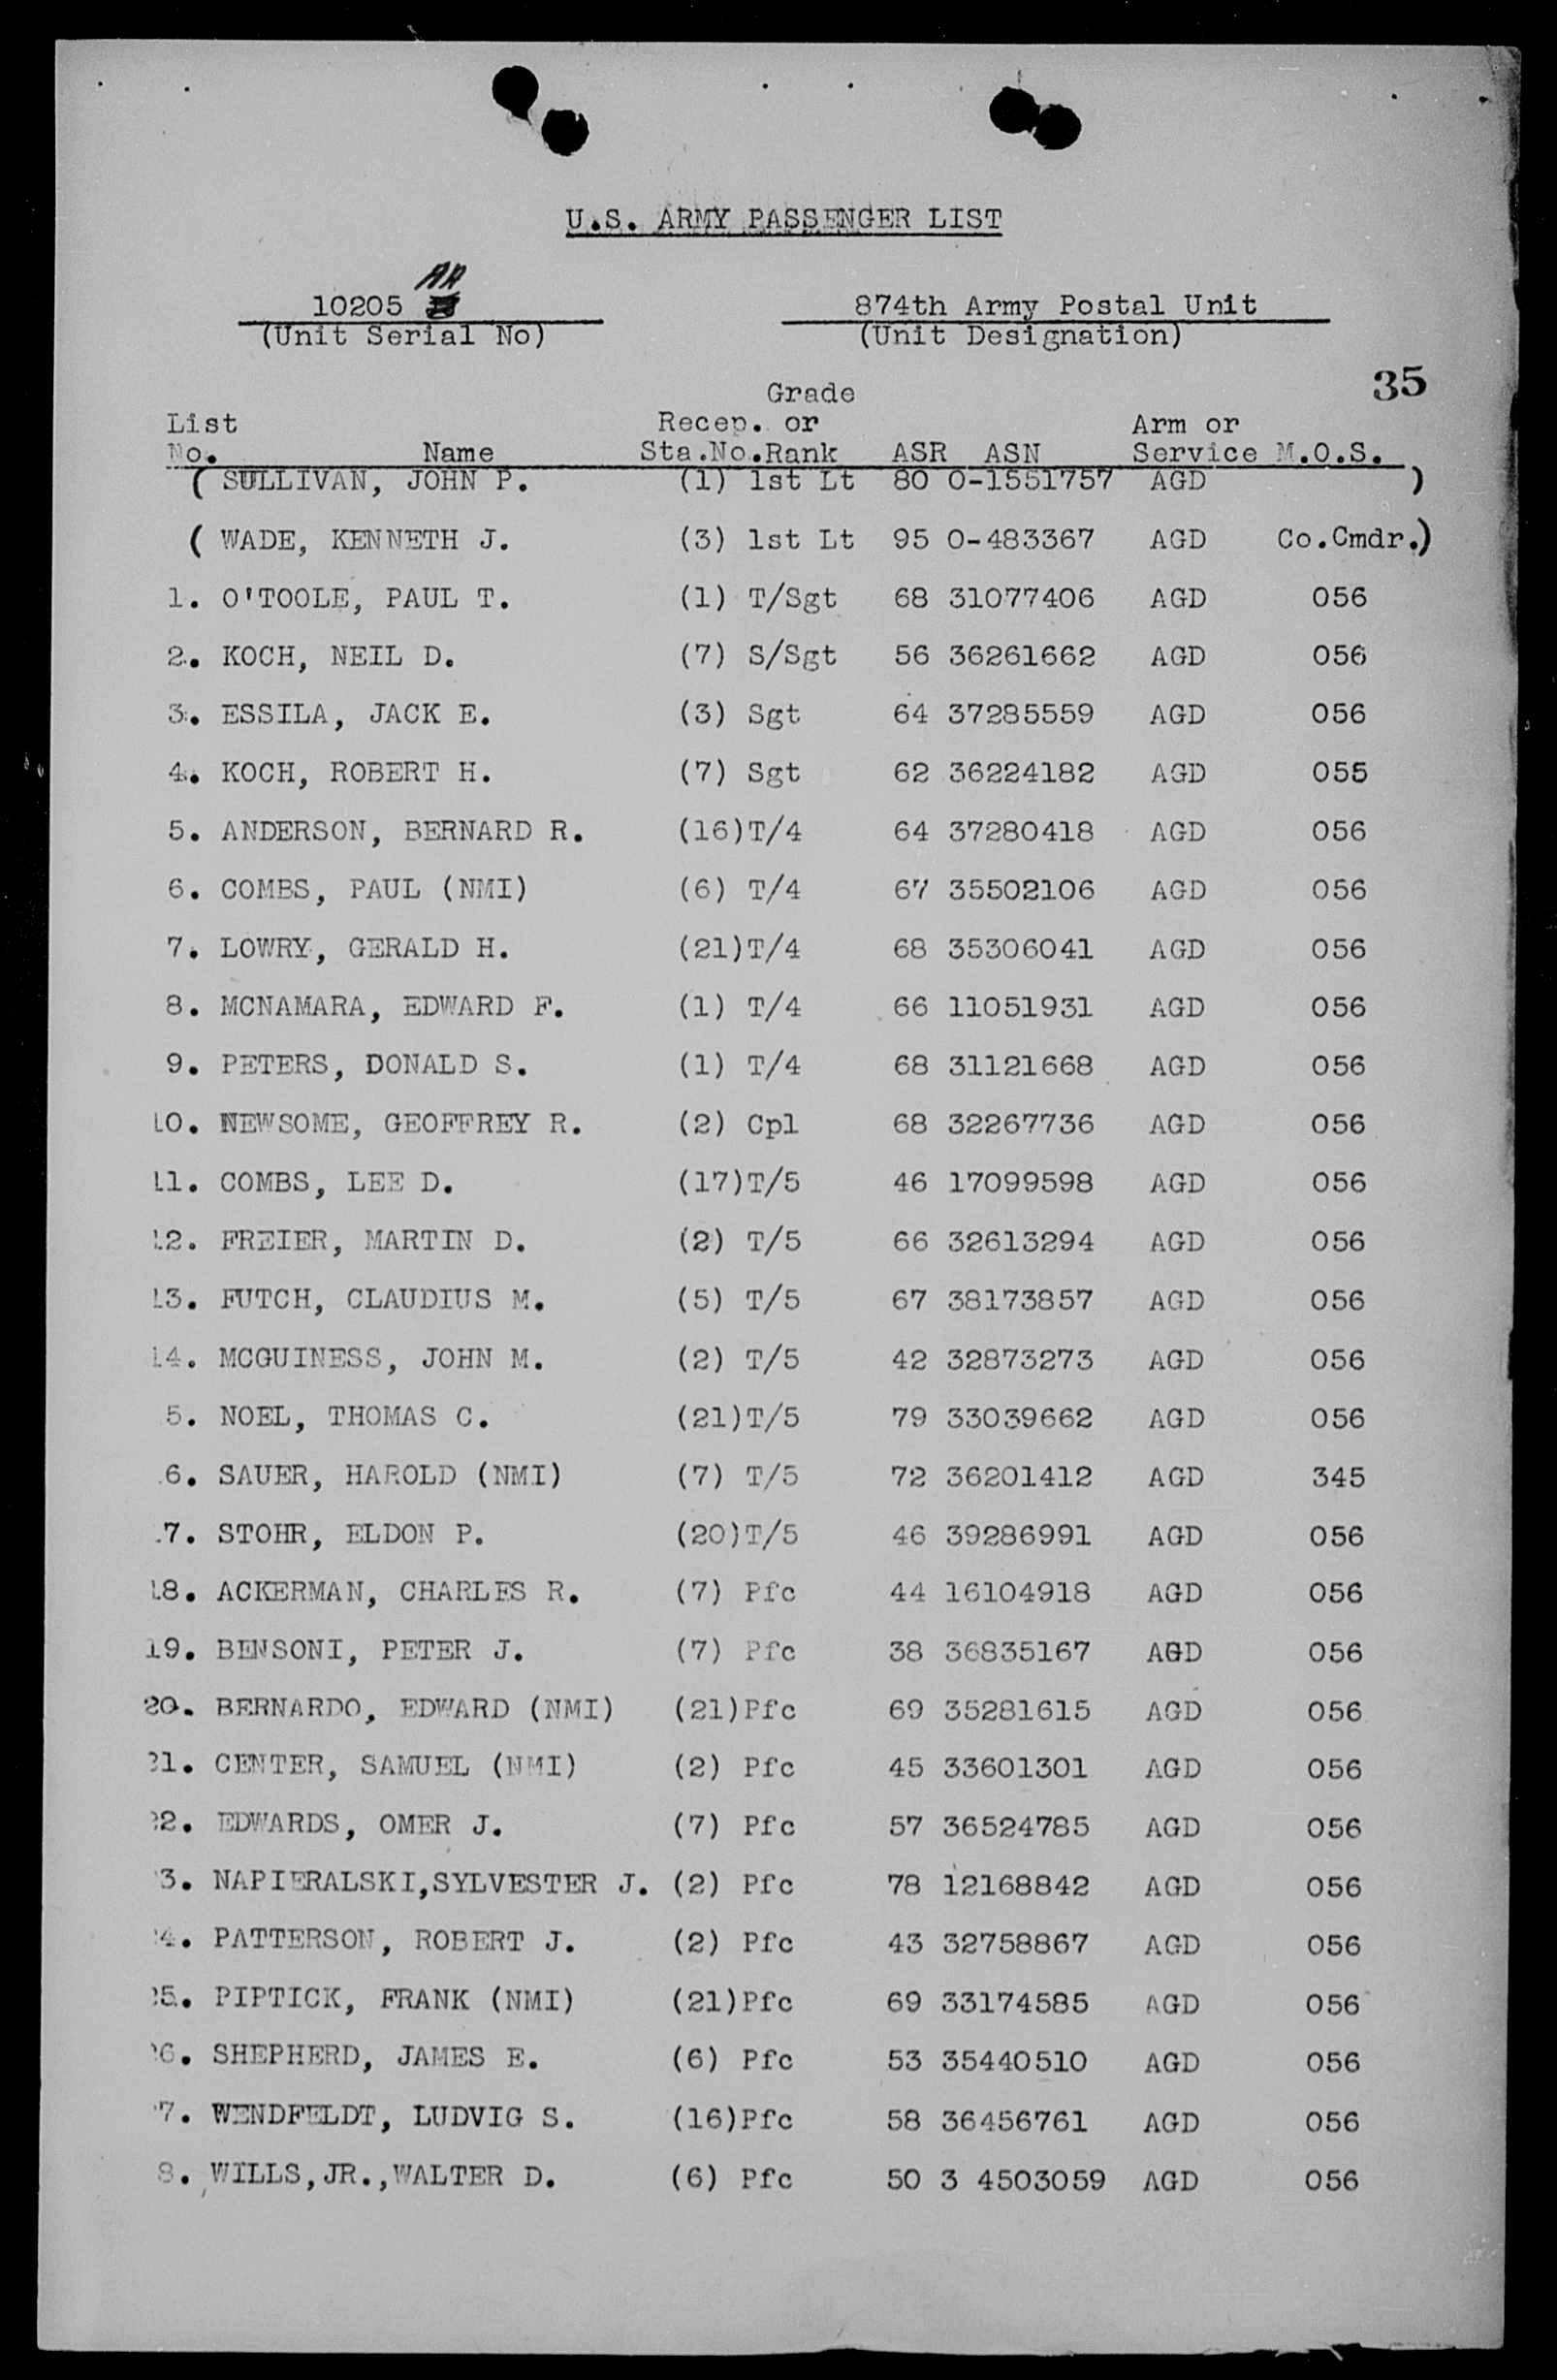 U.S. ARMY PASSENGER LIST
AR
10205
874th Army Postal Unit
(Unit Serial No)
(Unit Designation)
35
Grade
List Recep. or Arm or
No. Name Sta.No.Rank ASR ASN Service M.O.S.
( SULLIVAN, JOHN P. (1) 1st Lt 80 O-1551757 AGD )
( WADE, KENNETH J. (3) 1st Lt 95 O-483367 AGD Co.Cmdr.)
1. O'TOOLE, PAUL T. (1) T/Sgt 68 31077406 AGD 056
2. KOCH, NEIL D. (7) S/Sgt 56 36261662 AGD 056
3. ESSILA, JACK E. (3) Sgt 64 37285559 AGD 056
4. KOCH, ROBERT H. (7) Sgt 62 36224182 AGD 055
5. ANDERSON, BERNARD R. (16)T/4 64 37280418 AGD 056
6. COMBS, PAUL (NMI) (6) T/4 67 35502106 AGD 056
7. LOWRY, GERALD H. (21)T/4 68 35306041 AGD 056
8. MCNAMARA, EDWARD F. (1) T/4 66 11051931 AGD 056
9. PETERS, DONALD S. (1) T/4 68 31121668 AGD 056
10. NEWSOME, GEOFFREY R. (2) Cpl 68 32267736 AGD 056
11. COMBS, LEE D. (17)T/5 46 17099598 AGD 056
12. FREIER, MARTIN D. (2) T/5 66 32613294 AGD 056
13. FUTCH, CLAUDIUS M. (5) T/5 67 38173857 AGD 056
14. MCGUINESS, JOHN M. (2) T/5 42 32873273 AGD 056
5. NOEL, THOMAS C. (21)T/5 79 33039662 AGD 056
6. SAUER, HAROLD (NMI) (7) T/5 72 36201412 AGD 345
7. STOHR, ELDON P. (20)T/5 46 39286991 AGD 056
18. ACKERMAN, CHARLES R. (7) Pfc 44 16104918 AGD 056
19. BENSONI, PETER J. (7) Pfc 38 36835167 AGD 056
20. BERNARDO, EDWARD (NMI) (21)Pfc 69 35281615 AGD 056
21. CENTER, SAMUEL (NMI) (2) Pfc 45 33601301 AGD 056
22. EDWARDS, OMER J. (7) Pfc 57 36524785 AGD 056
3. NAPIERALSKI,SYLVESTER J. (2) Pfc 78 12168842 AGD 056
4. PATTERSON, ROBERT J. (2) Pfc 43 32758867 AGD 056
25. PIPTICK, FRANK (NMI) (21)Pfc 69 33174585 AGD 056
26. SHEPHERD, JAMES E. (6) Pfc 53 35440510 AGD 056
7. WENDFELDT, LUDVIG S. (16)Pfc 58 36456761 AGD 056
8. WILLS,JR.,WALTER D. (6) Pfc 50 3 4503059 AGD 056